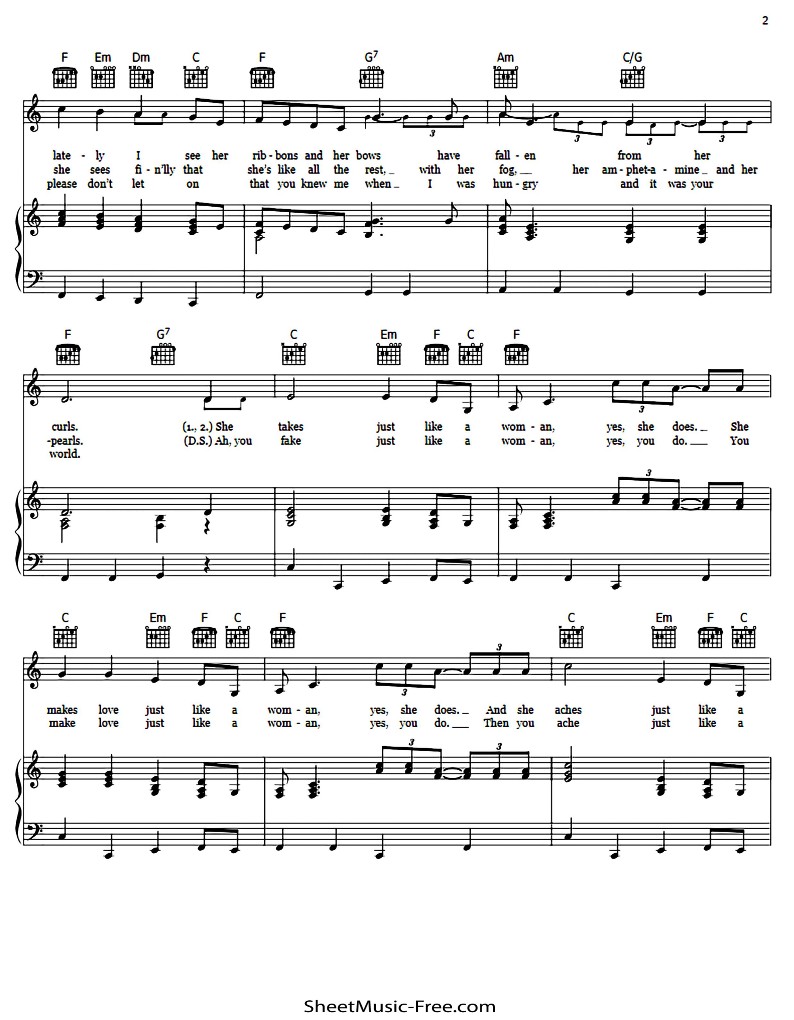 2
F Em Dm C F G7 Am C/G
3 3 3
late - ly I see her rib - bons and her bows have fall - en from her
she sees fi - n'lly that she's like all the rest, with her fog, her am - phet - a - mine and her
please don't let on that you knew me when I was hun - gry and it was your
F G7 C Em F C F
3
curls. (1., 2.) She takes just like a wom - an, yes, she does. She
-pearls. (D.S.) Ah, you fake just like a wom - an, yes, you do. You
world.
3
C Em F C F C Em F C
3 3
makes love just like a wom - an, yes, she does. And she aches just like a
make love just like a wom - an, yes, you do. Then you ache just like a
3 3
SheetMusic-Free.com